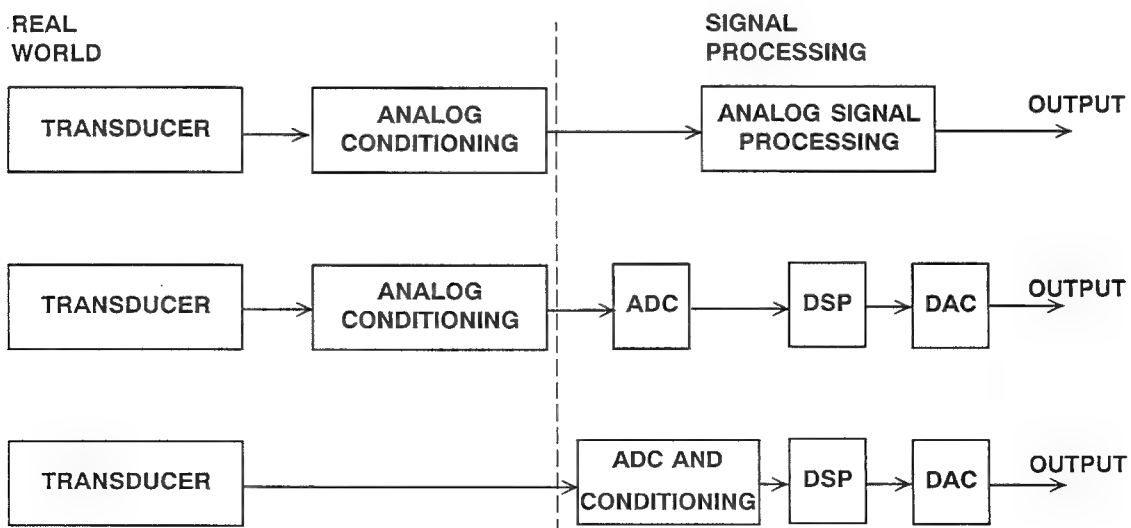 REAL
WORLD
SIGNAL
PROCESSING
TRANSDUCER
ANALOG
CONDITIONING
ANALOG SIGNAL
PROCESSING
OUTPUT
TRANSDUCER
ANALOG
CONDITIONING
ADC
DSP
DAC
OUTPUT
TRANSDUCER
ADC AND
CONDITIONING
DSP
DAC
OUTPUT